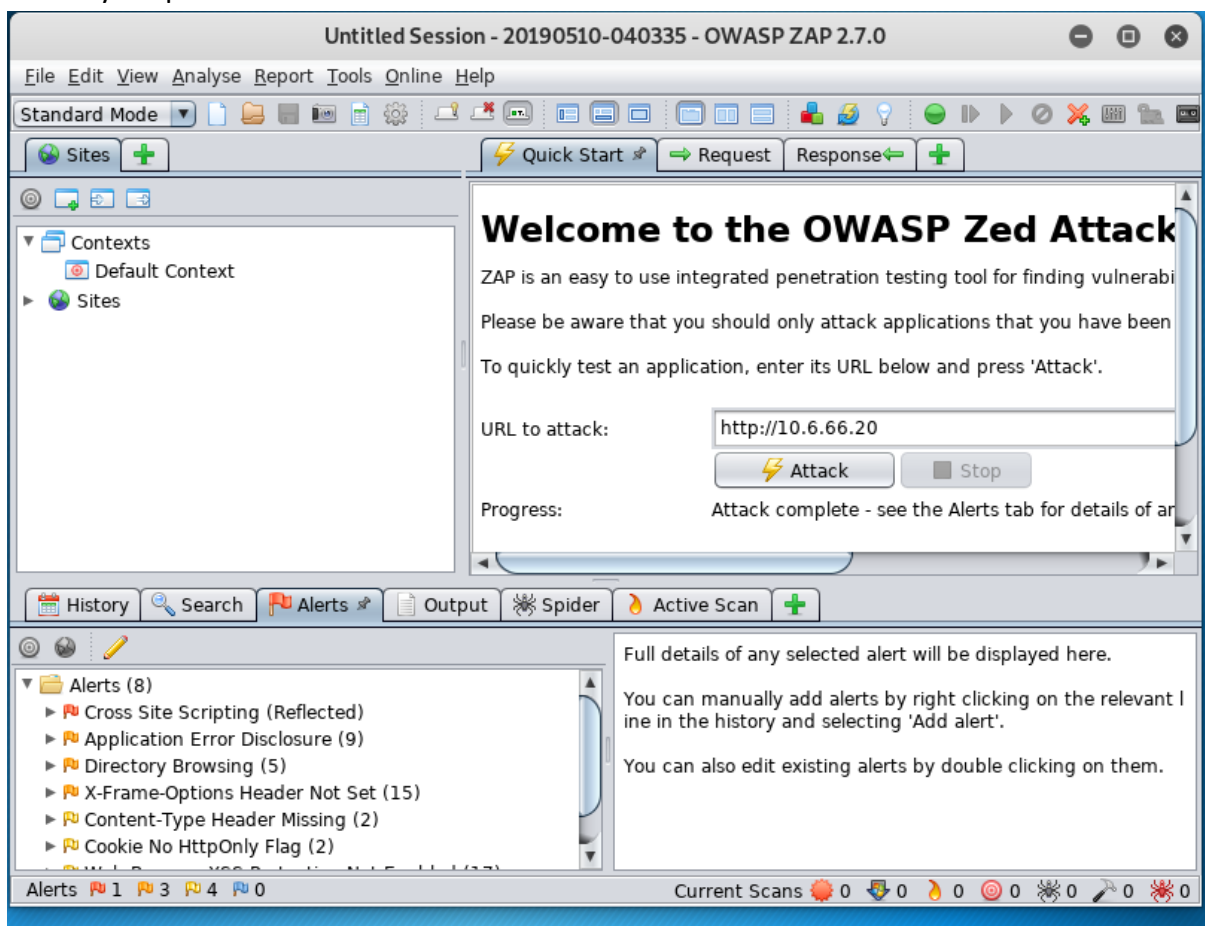 Untitled Session - 20190510-040335 - OWASP ZAP 2.7.0
File Edit View Analyse Report Tools Online Help
Standard Mode
Sites
Quick Start
Request
Response
Contexts
Default Context
Sites
Welcome to the OWASP Zed Attack
ZAP is an easy to use integrated penetration testing tool for finding vulnerabi
Please be aware that you should only attack applications that you have been
To quickly test an application, enter its URL below and press 'Attack'.
URL to attack: http://10.6.66.20
Attack Stop
Progress: Attack complete - see the Alerts tab for details of ar
History Search Alerts Output Spider Active Scan
Alerts (8)
Cross Site Scripting (Reflected)
Application Error Disclosure (9)
Directory Browsing (5)
X-Frame-Options Header Not Set (15)
Content-Type Header Missing (2)
Cookie No HttpOnly Flag (2)
Full details of any selected alert will be displayed here.
You can manually add alerts by right clicking on the relevant l
ine in the history and selecting 'Add alert'.
You can also edit existing alerts by double clicking on them.
Alerts 1 3 4 0
Current Scans 0 0 0 0 0 0 0